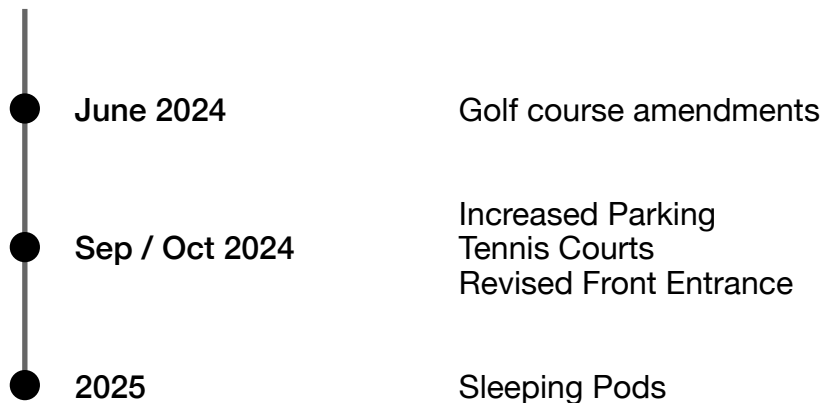 June 2024 Golf course amendments
Increased Parking
Sep / Oct 2024 Tennis Courts
Revised Front Entrance
2025 Sleeping Pods